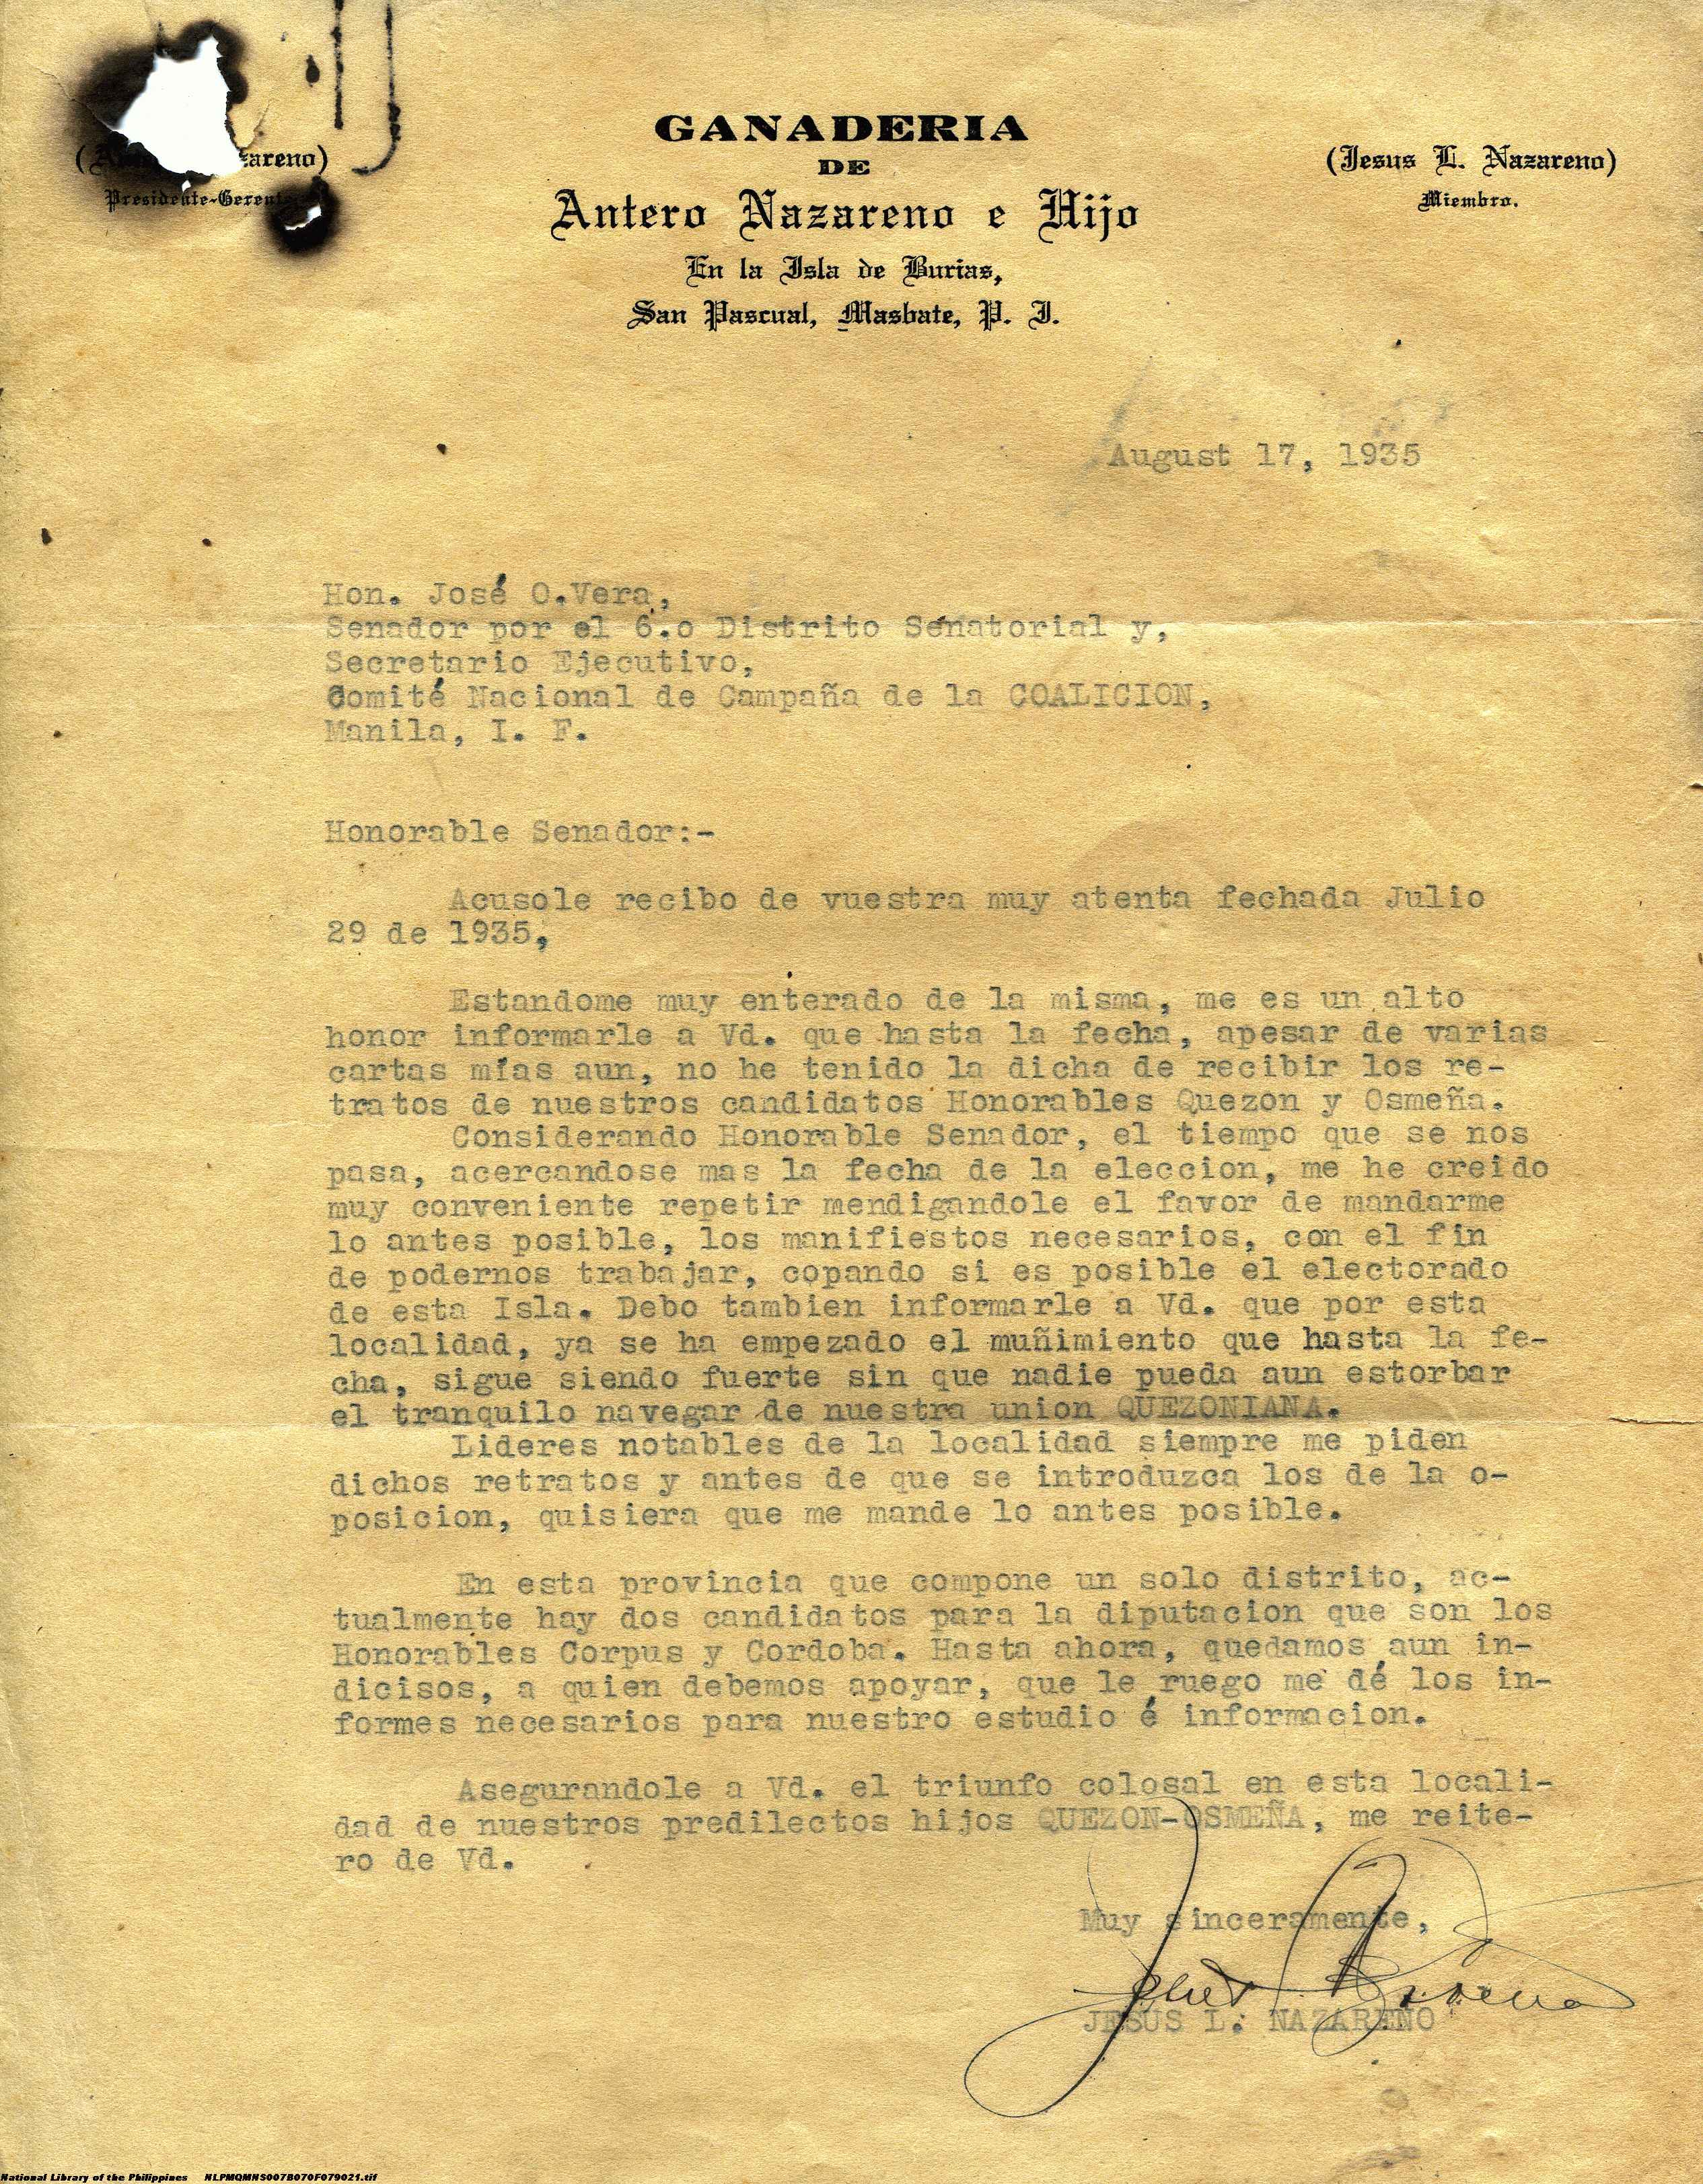 GANADERIA
DE
Antero Nazareno e Hijo
En la Isla de Burias,
San Pascual, Masbate, P. I.
zareno)
Presidente-Gerente
(Jesus L. Nazareno)
Miembro.
August 17, 1935
Hon. José O.Vera,
Senador por el 6.o Distrito Senatorial y,
Secretario Ejecutivo,
Comité Nacional de Campaña de la COALICION,
Manila, I. F.
Honorable Senador:-
Acusole recibo de vuestra muy atenta fechada Julio
29 de 1935,
Estandome muy enterado de la misma, me es un alto
honor informarle a Vd. que hasta la fecha, apesar de varias
cartas mías aun, no he tenido la dicha de recibir los re-
tratos de nuestros candidatos Honorables Quezon y Osmeña.
Considerando Honorable Senador, el tiempo que se nos
pasa, acercandose mas la fecha de la eleccion, me he creido
muy conveniente repetir mendigandole el favor de mandarme
lo antes posible, los manifiestos necesarios, con el fin
de podernos trabajar, copando si es posible el electorado
de esta Isla. Debo tambien informarle a Vd. que por esta
localidad, ya se ha empezado el muñimiento que hasta la fe-
cha, sigue siendo fuerte sin que nadie pueda aun estorbar
el tranquilo navegar de nuestra union QUEZONIANA.
Lideres notables de la localidad siempre me piden
dichos retratos y antes de que se introduzca los de la o-
posicion, quisiera que me mande lo antes posible.
En esta provincia que compone un solo distrito, ac-
tualmente hay dos candidatos para la diputacion que son los
Honorables Corpus y Cordoba. Hasta ahora, quedamos aun in-
dicisos, a quien debemos apoyar, que le ruego me dé los in-
formes necesarios para nuestro estudio é informacion.
Asegurandole a Vd. el triunfo colosal en esta locali-
dad de nuestros predilectos hijos QUEZON-OSMEÑA, me reite-
ro de Vd.
Muy sinceramente,
JESUS L. NAZARENO
National Library of the Philippines NLPMQMNS007B070F079021.tif